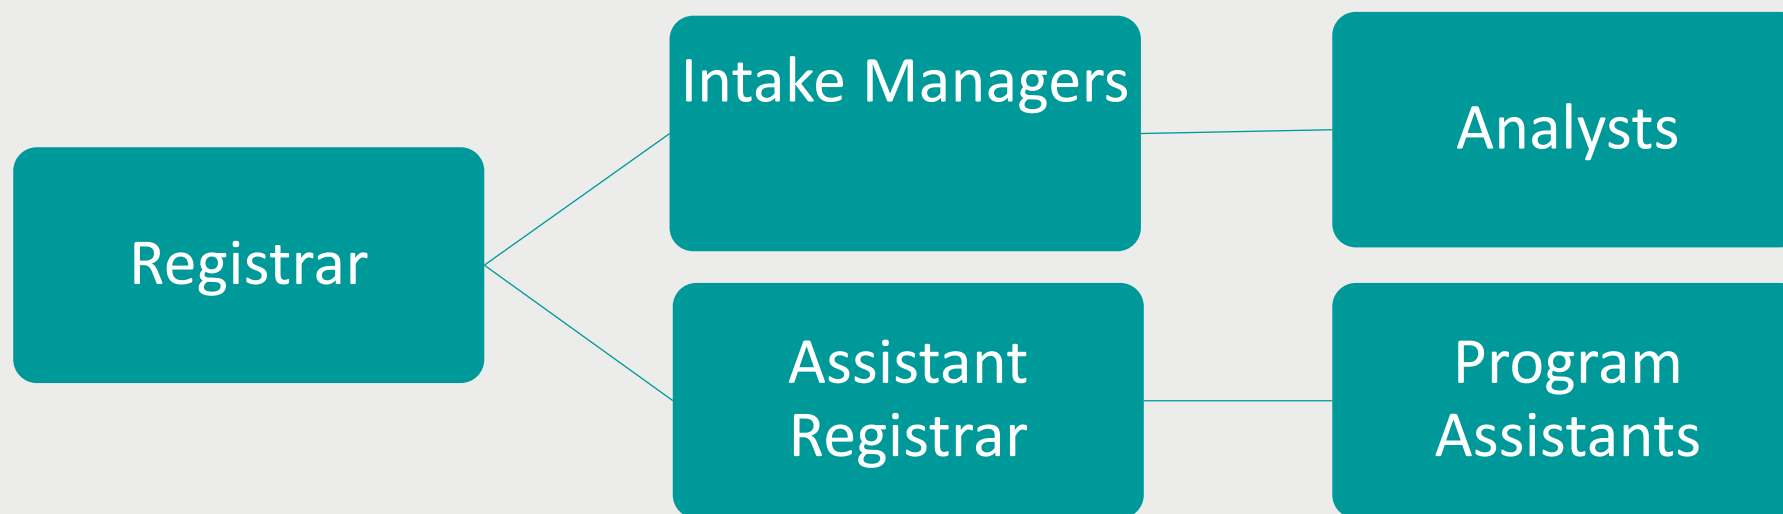 Registrar
Intake Managers
Analysts
Assistant
Registrar
Program
Assistants